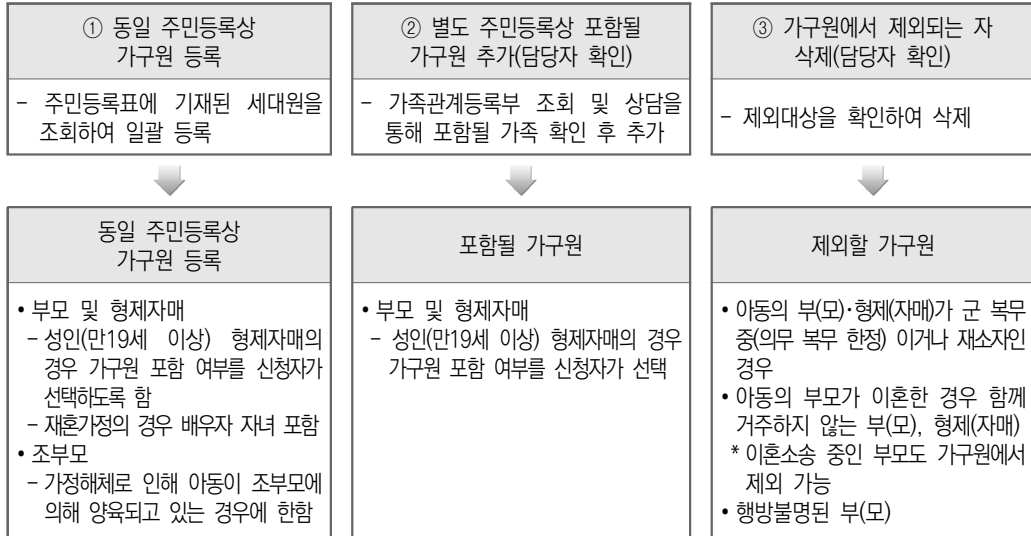 ① 동일 주민등록상
가구원 등록
- 주민등록표에 기재된 세대원을
조회하여 일괄 등록
② 별도 주민등록상 포함될
가구원 추가(담당자 확인)
- 가족관계등록부 조회 및 상담을
통해 포함될 가족 확인 후 추가
③ 가구원에서 제외되는 자
삭제(담당자 확인)
- 제외대상을 확인하여 삭제
동일 주민등록상
가구원 등록
• 부모 및 형제자매
- 성인(만19세 이상) 형제자매의
경우 가구원 포함 여부를 신청자가
선택하도록 함
- 재혼가정의 경우 배우자 자녀 포함
• 조부모
- 가정해체로 인해 아동이 조부모에
의해 양육되고 있는 경우에 한함
포함될 가구원
• 부모 및 형제자매
- 성인(만19세 이상) 형제자매의 경우
가구원 포함 여부를 신청자가 선택
제외할 가구원
• 아동의 부(모)·형제(자매)가 군 복무
중(의무 복무 한정) 이거나 재소자인
경우
• 아동의 부모가 이혼한 경우 함께
거주하지 않는 부(모), 형제(자매)
* 이혼소송 중인 부모도 가구원에서
제외 가능
• 행방불명된 부(모)